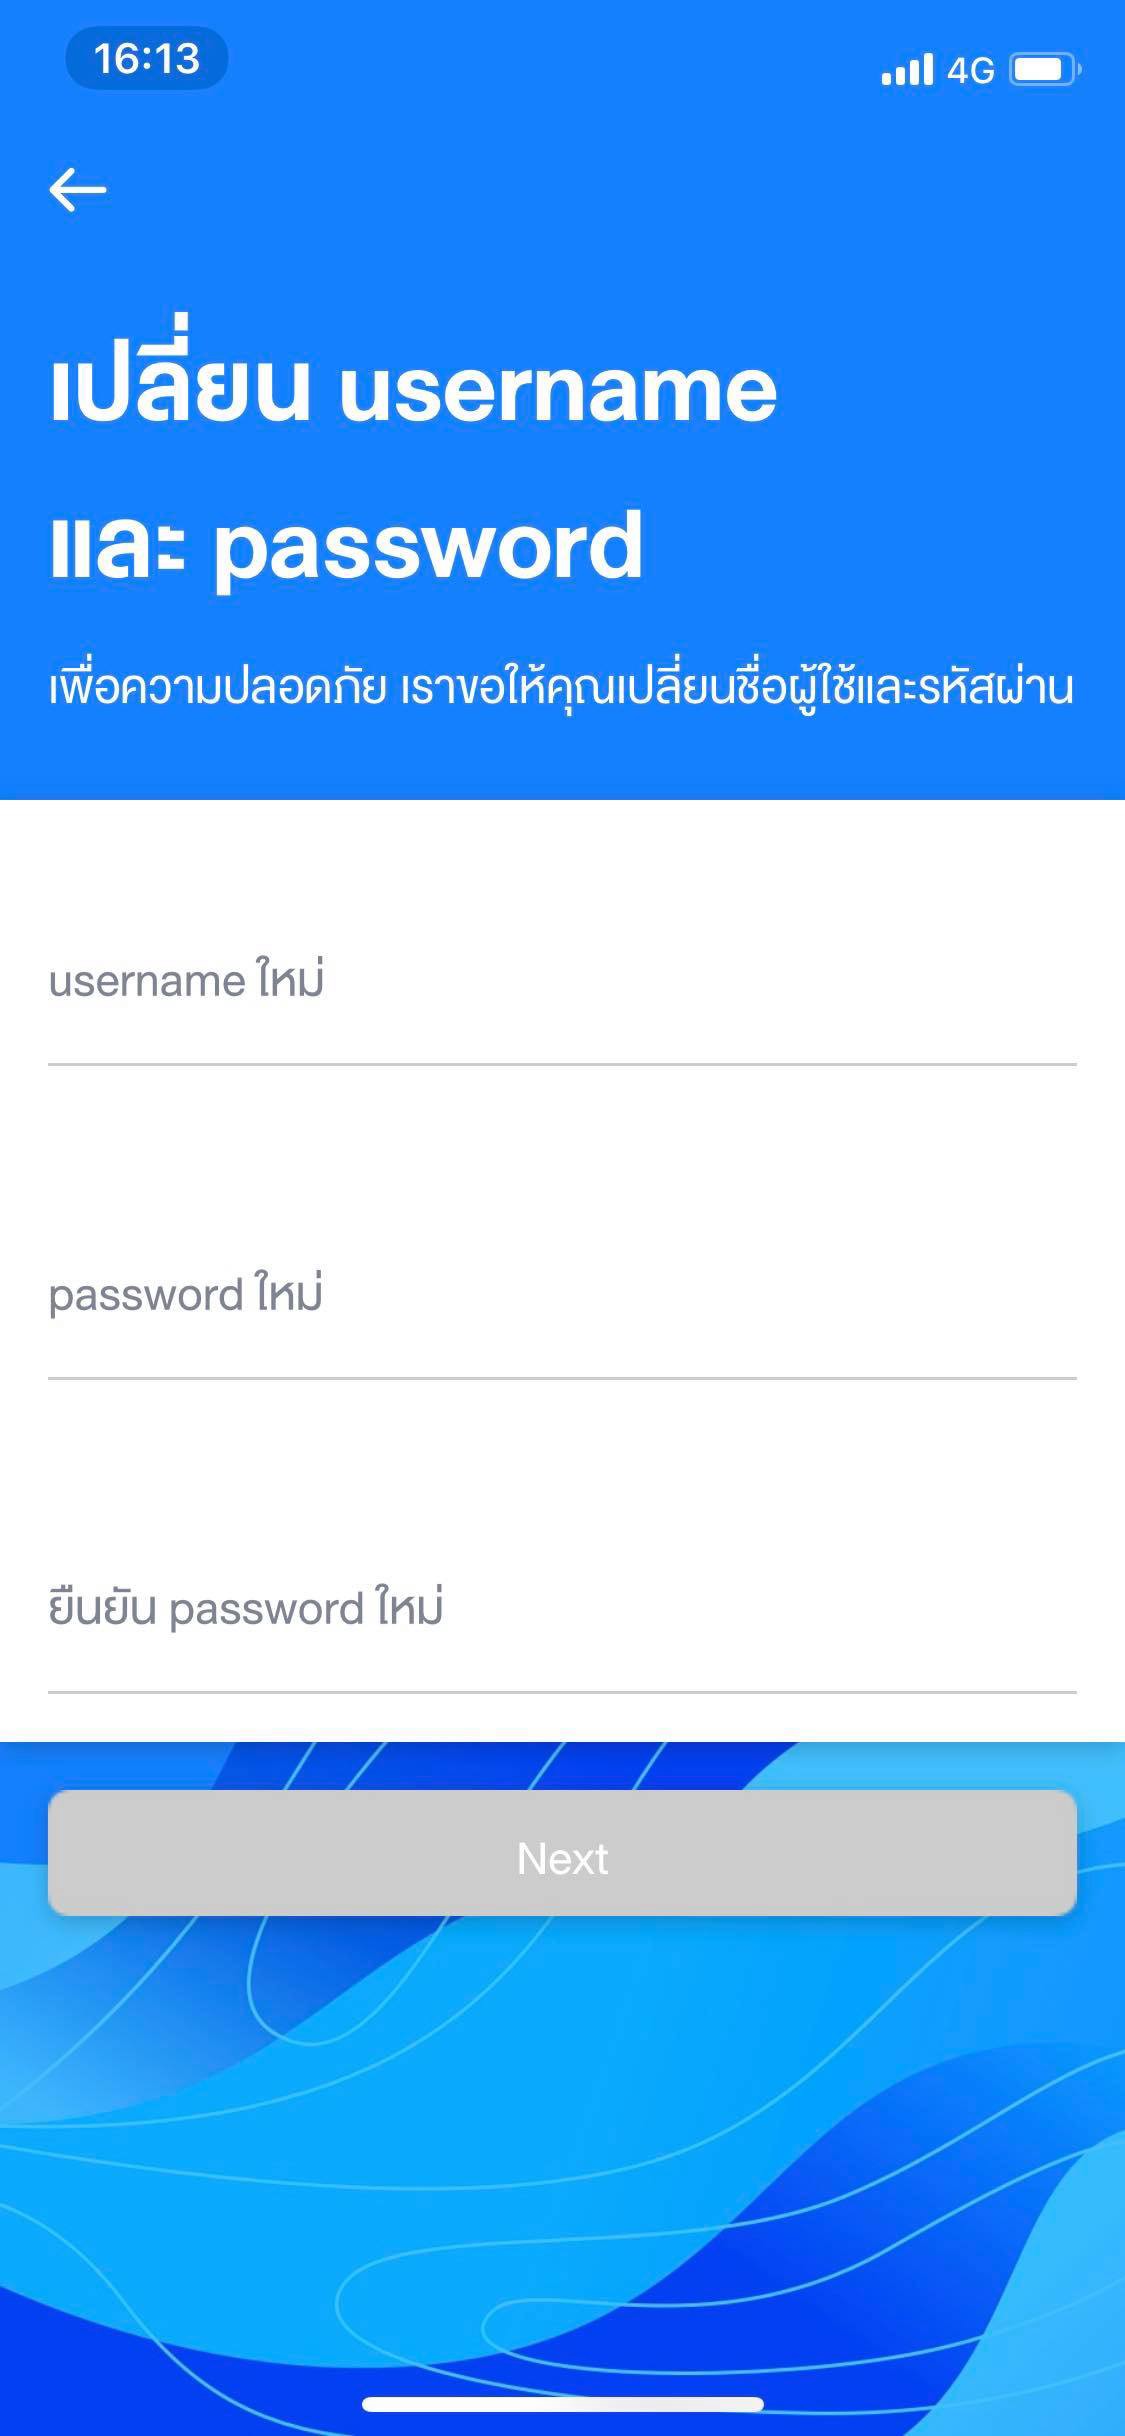 16:13
4G
เปลี่ยน username
และ password
เพื่อความปลอดภัย เราขอให้คุณเปลี่ยนชื่อผู้ใช้และรหัสผ่าน
username ใหม่
password ใหม่
ยืนยัน password ใหม่
Next